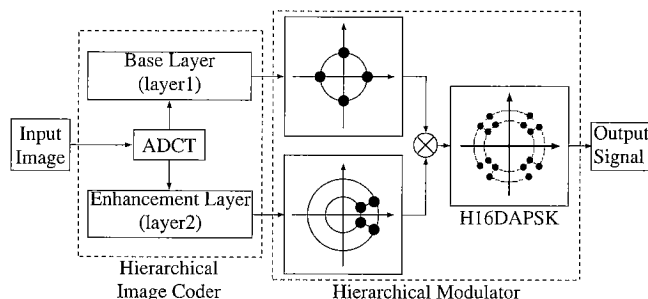 Input
Image
Base Layer
(layer1)
ADCT
Enhancement Layer
(layer2)
Hierarchical
Image Coder
H16DAPSK
Hierarchical Modulator
Output
Signal